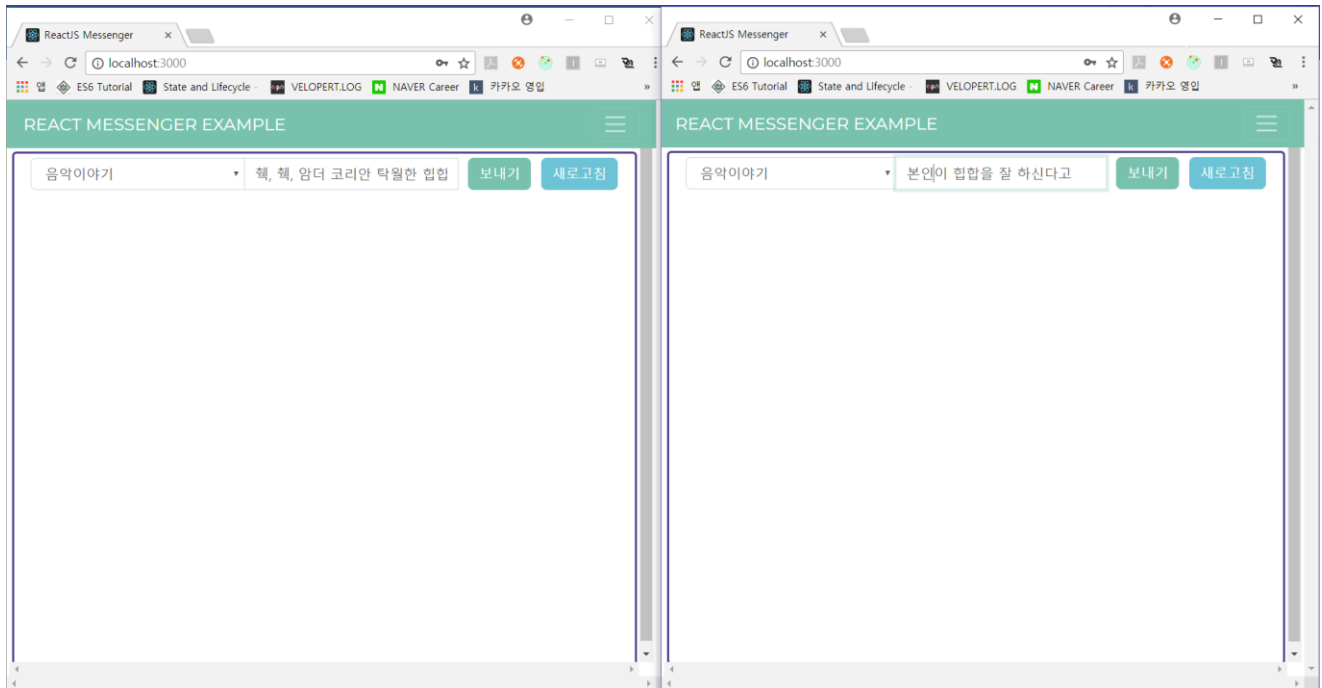 ReactJS Messenger
localhost:3000
앱 ES6 Tutorial State and Lifecycle - VELOPERT.LOG NAVER Career 카카오 영입 »
REACT MESSENGER EXAMPLE
음악이야기 췍, 췍, 암더 코리안 탁월한 힙합 보내기 새로고침
ReactJS Messenger
localhost:3000
앱 ES6 Tutorial State and Lifecycle - VELOPERT.LOG NAVER Career 카카오 영입 »
REACT MESSENGER EXAMPLE
음악이야기 본인이 힙합을 잘 하신다고 보내기 새로고침